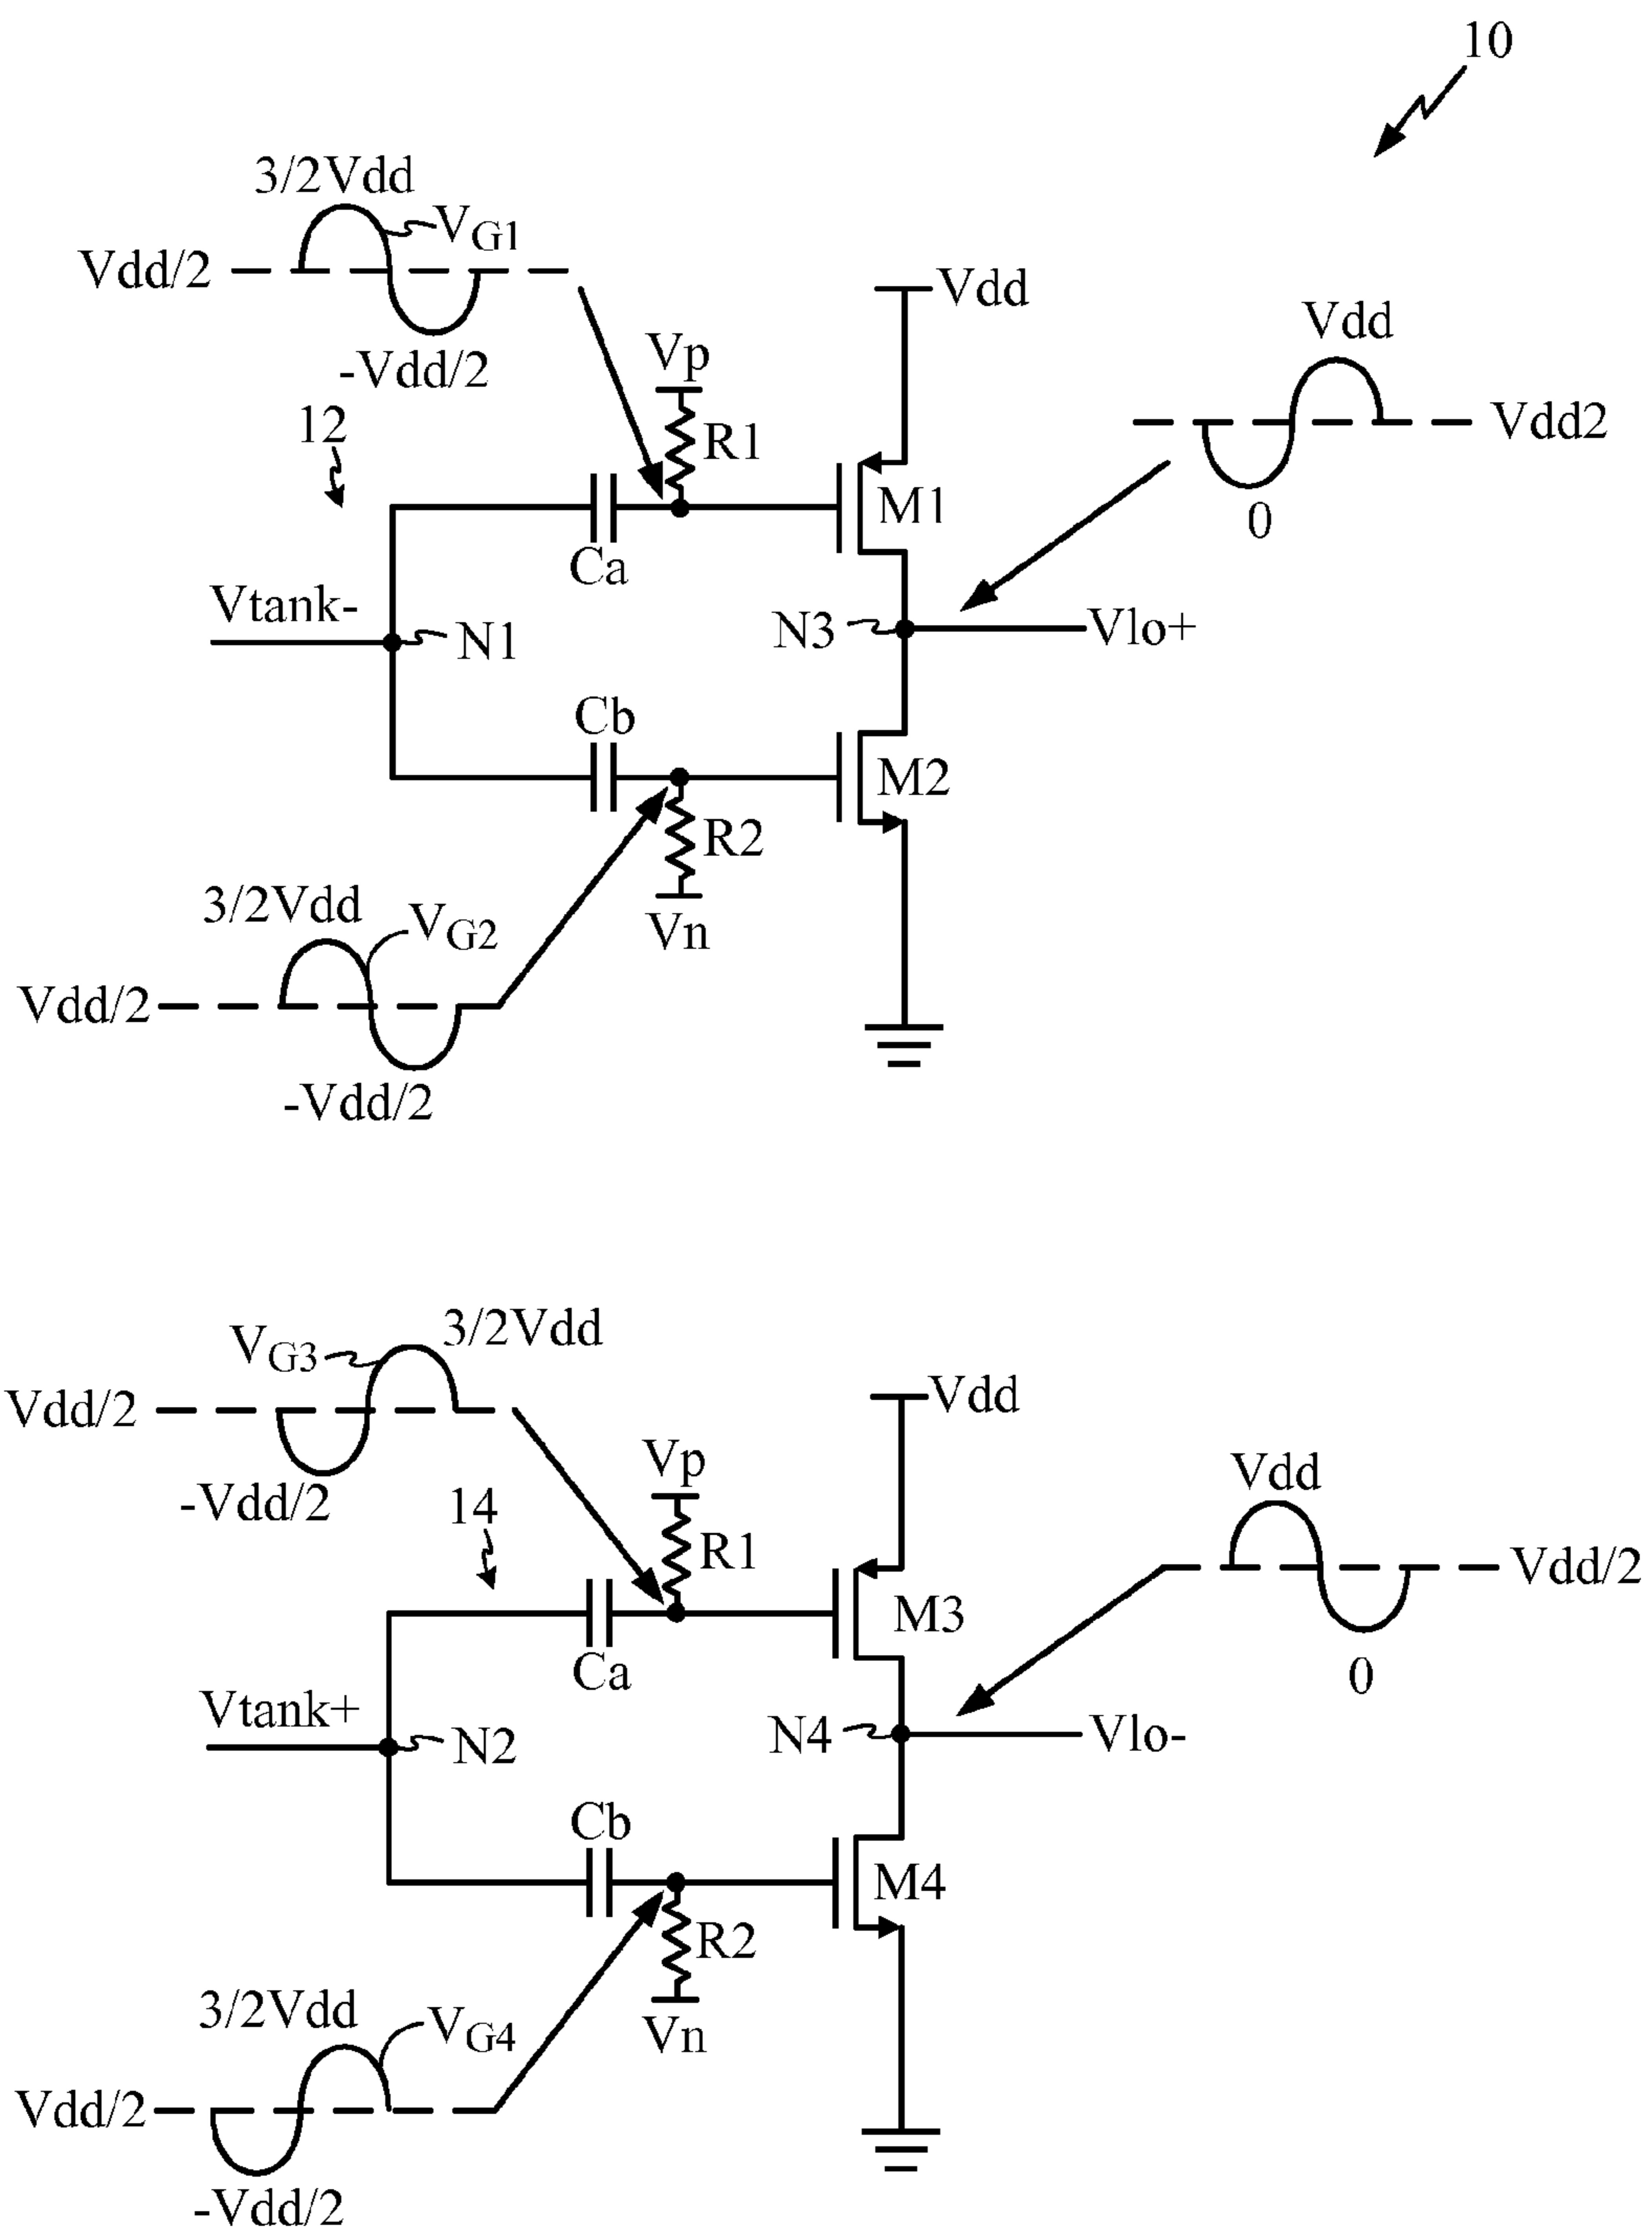 10
3/2Vdd
VG1
Vdd/2
-Vdd/2
Vdd
Vp
R1
12
M1
Ca
Vdd
Vdd2
0
Vtank-
N1
N3
Vlo+
Cb
M2
R2
Vn
3/2Vdd
VG2
Vdd/2
-Vdd/2
VG3
3/2Vdd
Vdd/2
-Vdd/2
Vdd
Vp
R1
14
M3
Ca
Vdd
Vdd/2
0
Vtank+
N2
N4
Vlo-
Cb
M4
R2
Vn
3/2Vdd
VG4
Vdd/2
-Vdd/2